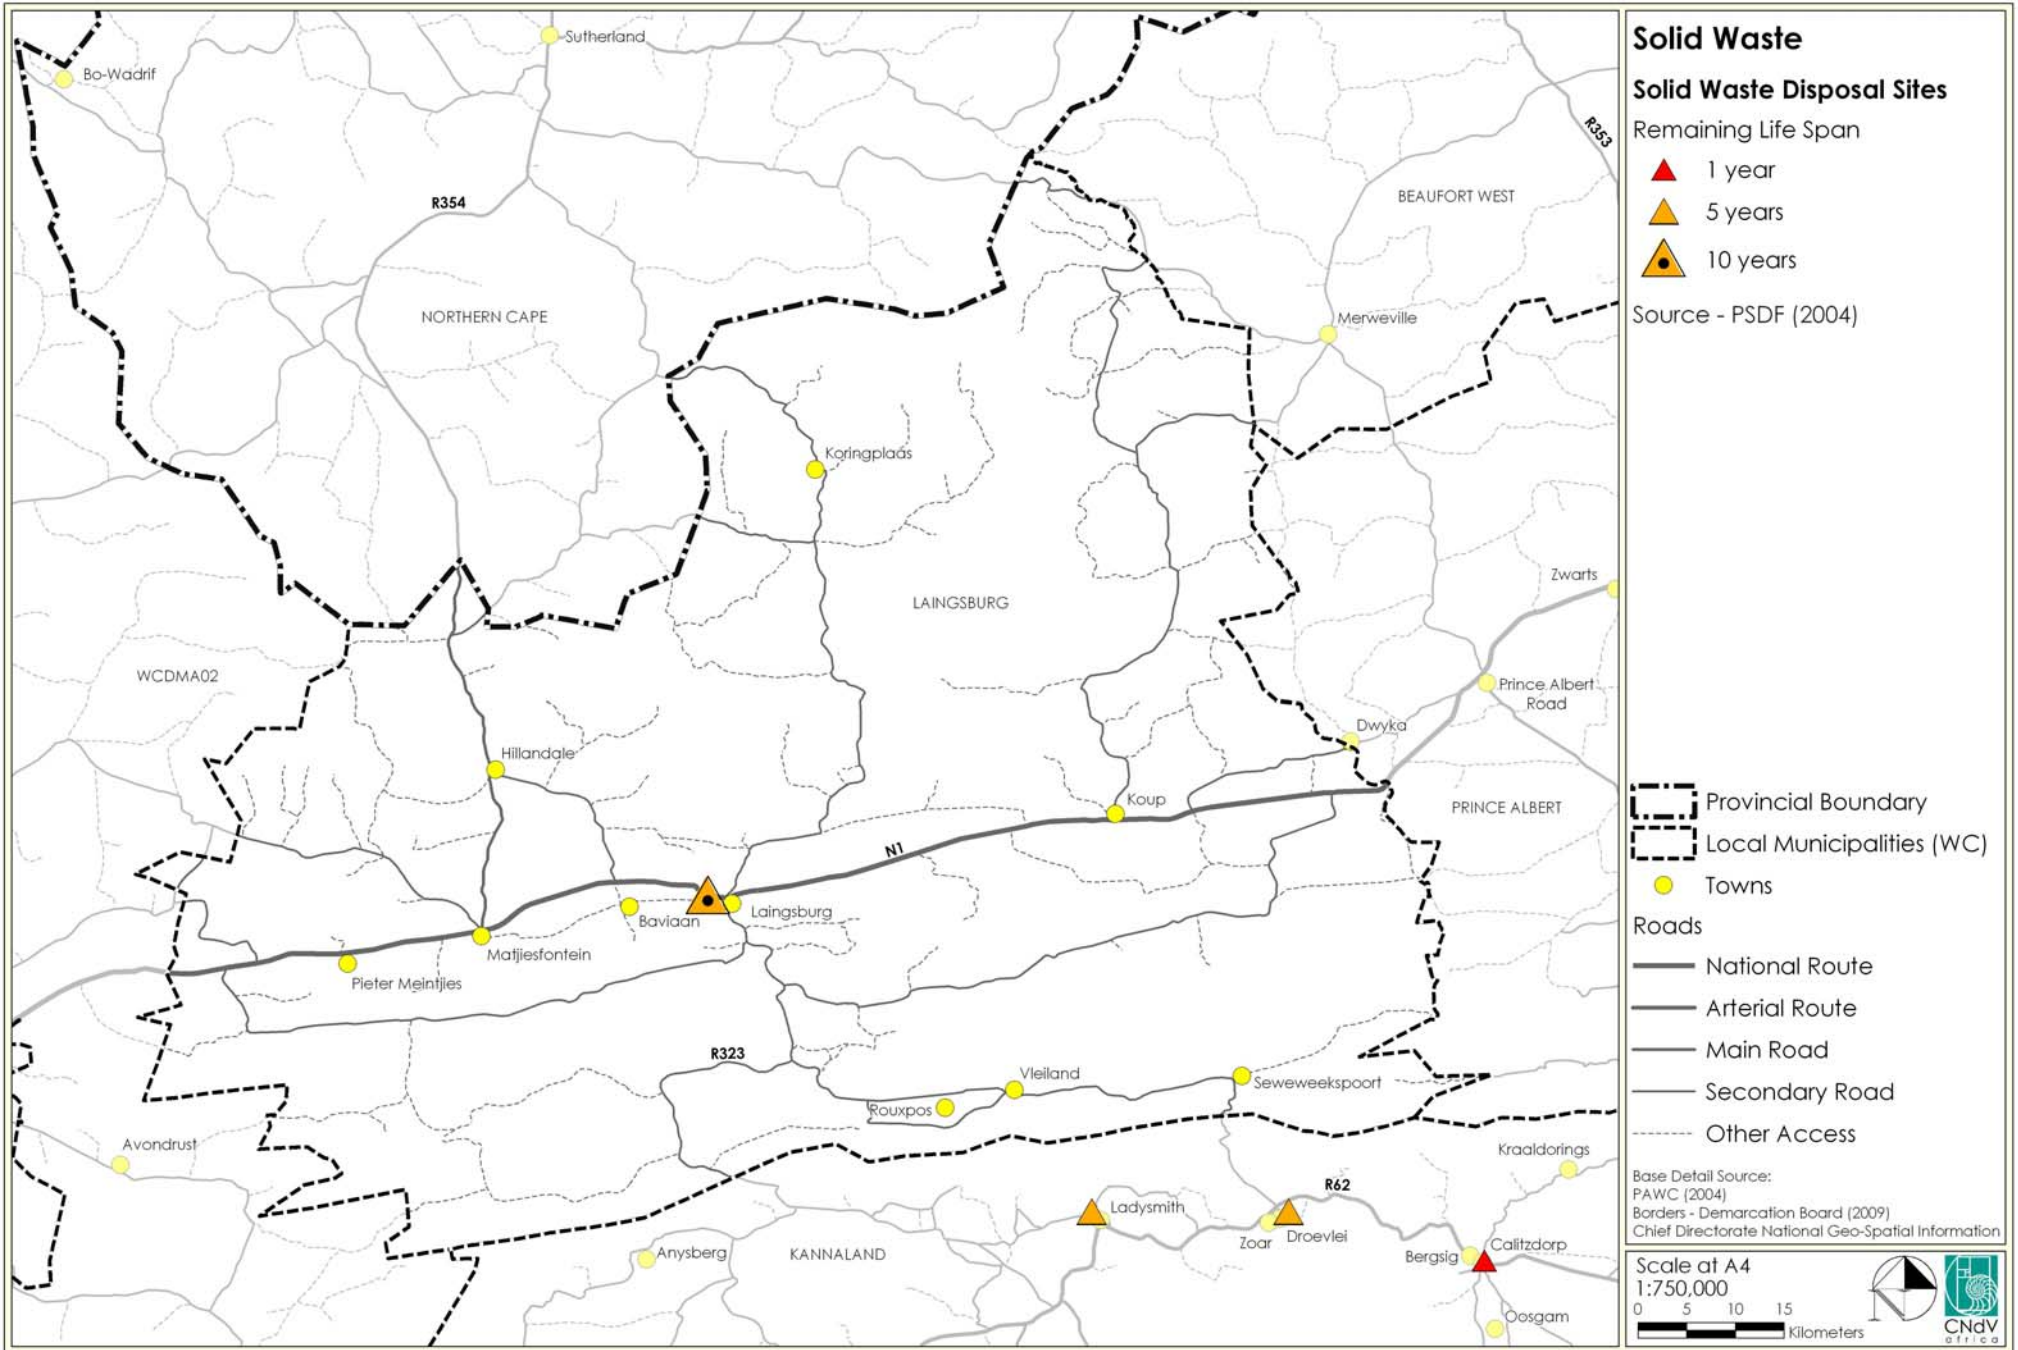 Sutherland
Bo-Wadrif
R353
R354
BEAUFORT WEST
NORTHERN CAPE
Merweville
Koringplaas
Zwarts
LAINGSBURG
WCDMA02
Prince Albert
Road
Dwyka
Hillandale
Koup
PRINCE ALBERT
N1
Laingsburg
Baviaan
Matjiesfontein
Pieter Meintjies
R323
Vleiland
Seweweekspoort
Rouxpos
Avondrust
Kraaldorings
R62
Ladysmith
Zoar
Droevlei
Anysberg
KANNALAND
Bergsig
Calitzdorp
Oosgam
Solid Waste
Solid Waste Disposal Sites
Remaining Life Span
1 year
5 years
10 years
Source - PSDF (2004)
Provincial Boundary
Local Municipalities (WC)
Towns
Roads
National Route
Arterial Route
Main Road
Secondary Road
Other Access
Base Detail Source:
PAWC (2004)
Borders - Demarcation Board (2009)
Chief Directorate National Geo-Spatial Information
Scale at A4
1:750,000
0 5 10 15
Kilometers
CNdV
africa